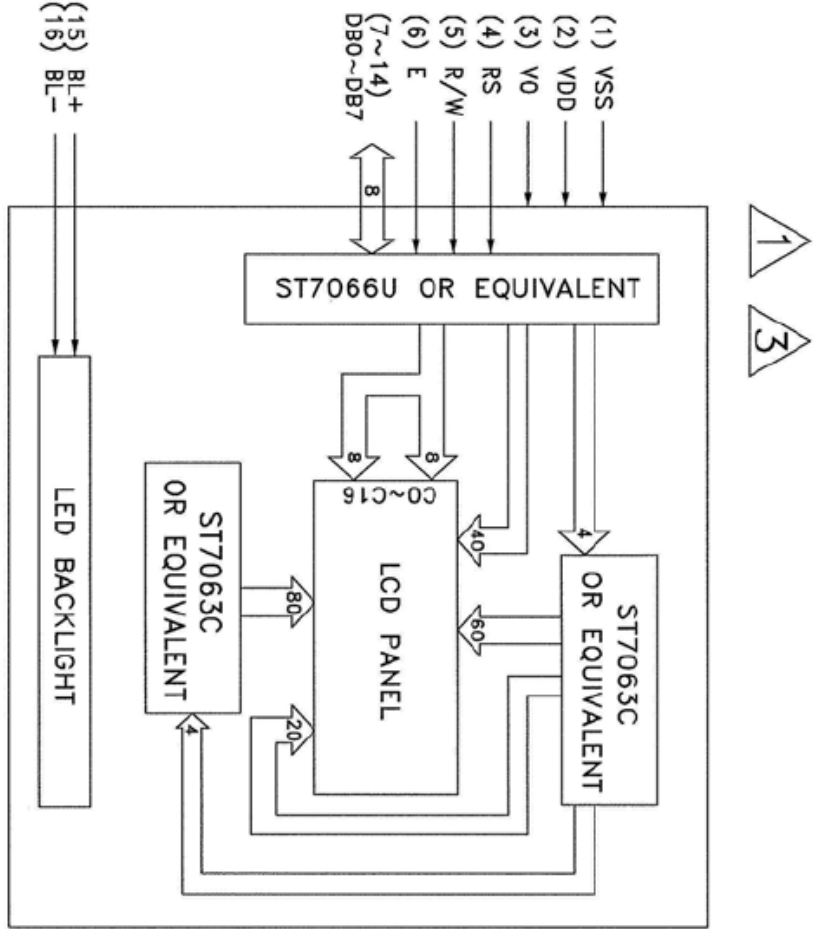 (1) VSS
(2) VDD
(3) V0
(4) RS
(5) R/W
(6) E
(7~14)
DB0~DB7
(15) BL+
(16) BL-
1
3
8
ST7066U OR EQUIVALENT
8
8
40
4
C0~C16
LCD PANEL
ST7063C
OR EQUIVALENT
60
80
20
ST7063C
OR EQUIVALENT
4
LED BACKLIGHT